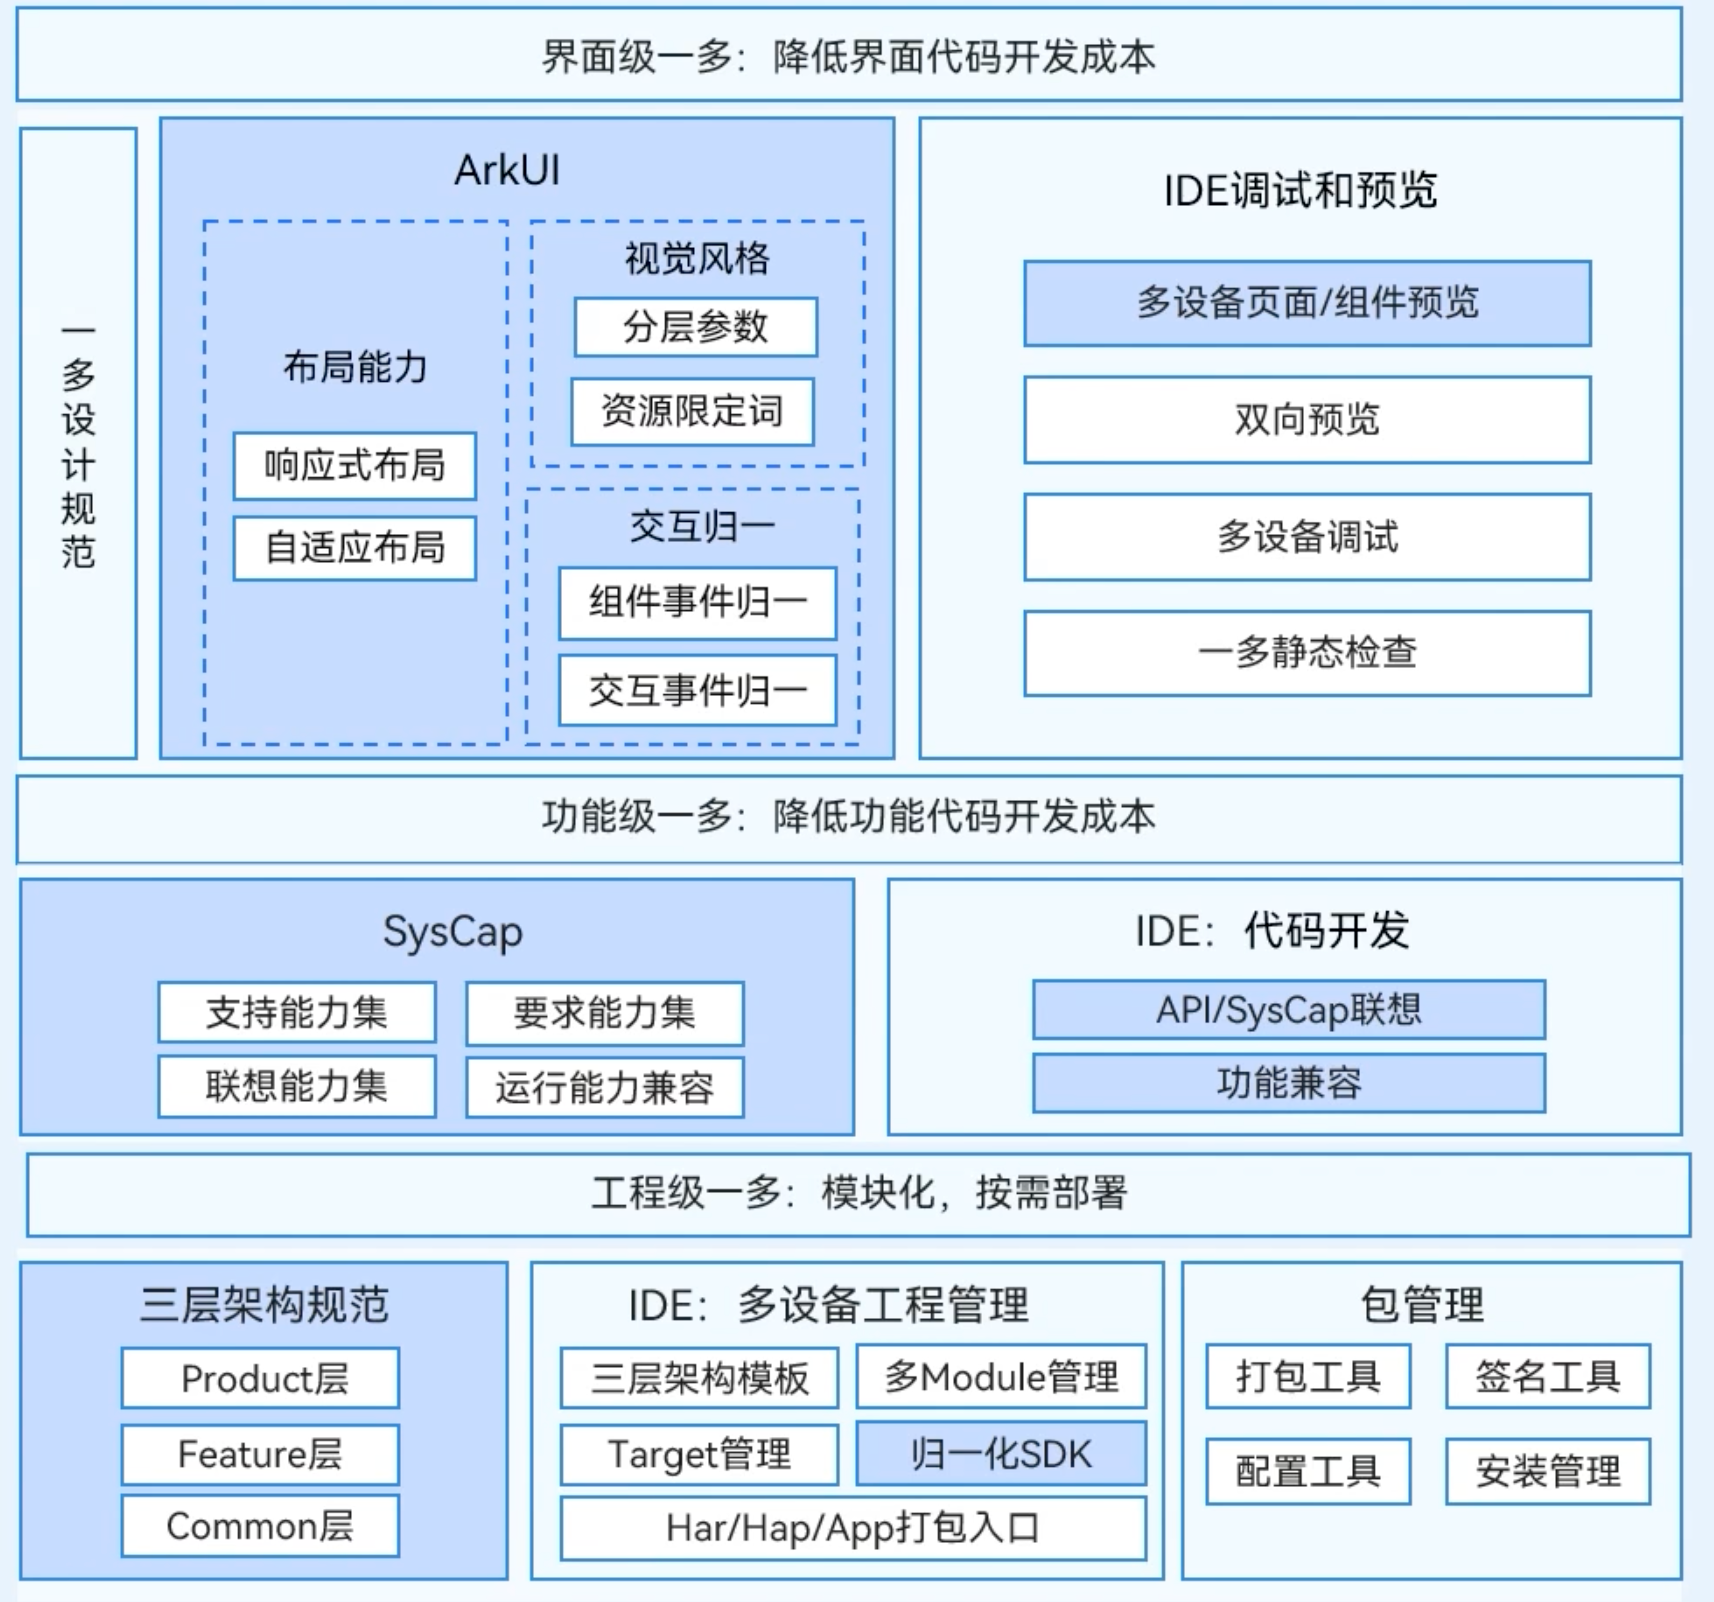 界面级一多：降低界面代码开发成本
一多设计规范
ArkUI
布局能力
响应式布局
自适应布局
视觉风格
分层参数
资源限定词
交互归一
组件事件归一
交互事件归一
IDE调试和预览
多设备页面/组件预览
双向预览
多设备调试
一多静态检查
功能级一多：降低功能代码开发成本
SysCap
支持能力集
要求能力集
联想能力集
运行能力兼容
IDE：代码开发
API/SysCap联想
功能兼容
工程级一多：模块化，按需部署
三层架构规范
Product层
Feature层
Common层
IDE：多设备工程管理
三层架构模板
多Module管理
Target管理
归一化SDK
Har/Hap/App打包入口
包管理
打包工具
签名工具
配置工具
安装管理